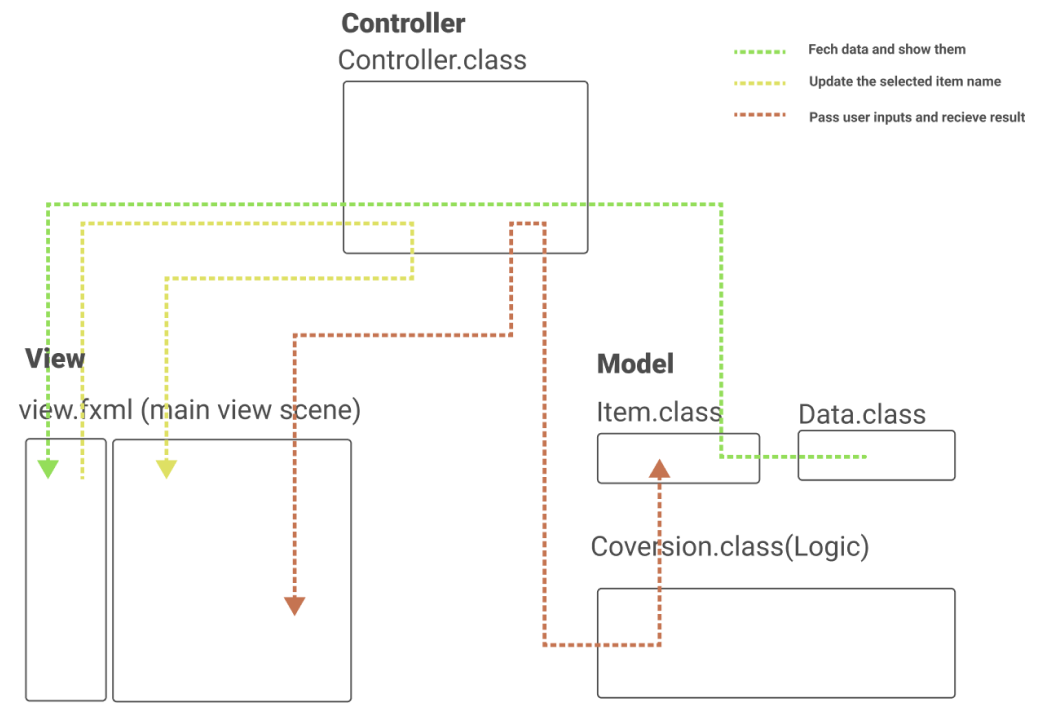 Controller
Controller.class
Fech data and show them
Update the selected item name
Pass user inputs and recieve result
View
view.fxml (main view scene)
Model
Item.class
Data.class
Coversion.class(Logic)